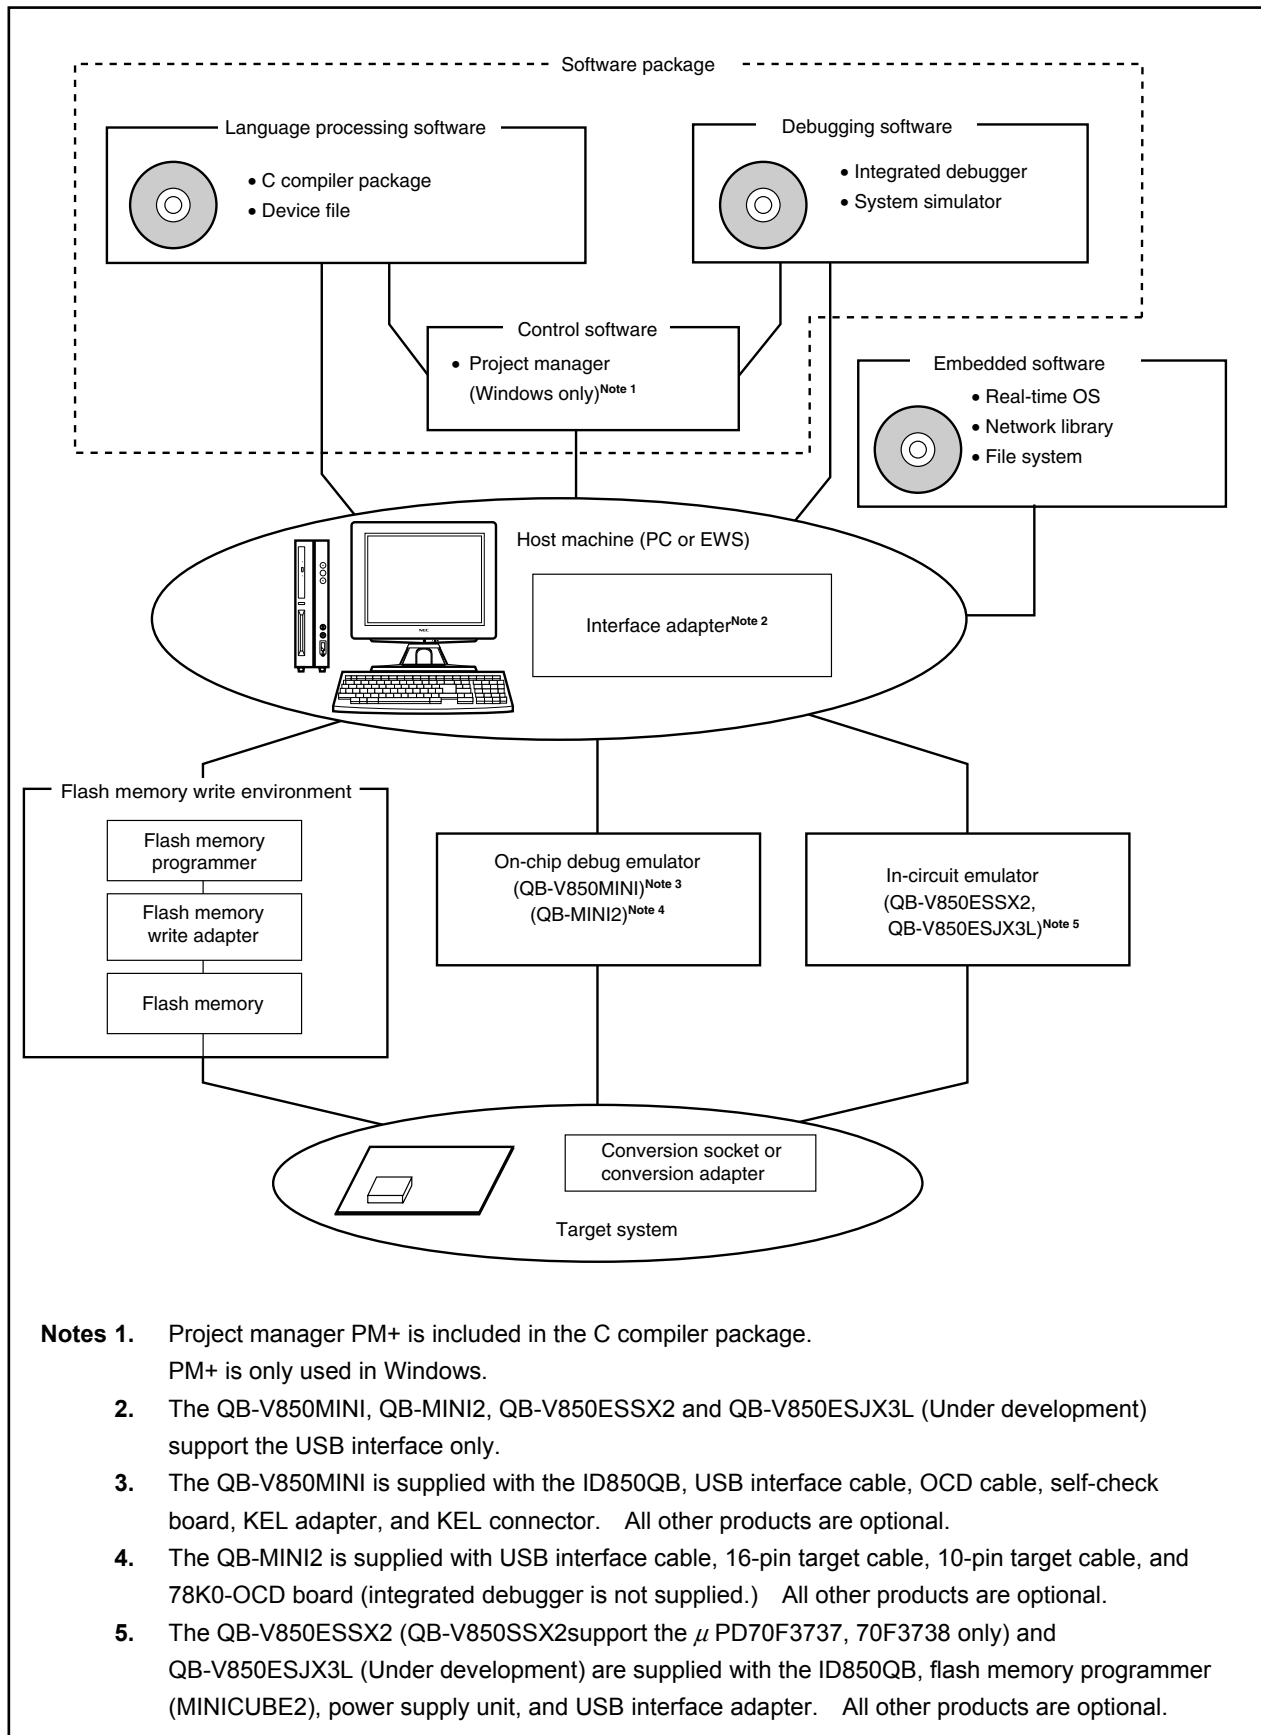 Software package
Language processing software
• C compiler package
• Device file
Debugging software
• Integrated debugger
• System simulator
Control software
• Project manager
(Windows only)Note 1
Embedded software
• Real-time OS
• Network library
• File system
Host machine (PC or EWS)
Interface adapterNote 2
NEC
Flash memory write environment
Flash memory
programmer
Flash memory
write adapter
Flash memory
On-chip debug emulator
(QB-V850MINI)Note 3
(QB-MINI2)Note 4
In-circuit emulator
(QB-V850ESSX2,
QB-V850ESJX3L)Note 5
Conversion socket or
conversion adapter
Target system
Notes 1. Project manager PM+ is included in the C compiler package.
PM+ is only used in Windows.
2. The QB-V850MINI, QB-MINI2, QB-V850ESSX2 and QB-V850ESJX3L (Under development)
support the USB interface only.
3. The QB-V850MINI is supplied with the ID850QB, USB interface cable, OCD cable, self-check
board, KEL adapter, and KEL connector. All other products are optional.
4. The QB-MINI2 is supplied with USB interface cable, 16-pin target cable, 10-pin target cable, and
78K0-OCD board (integrated debugger is not supplied.) All other products are optional.
5. The QB-V850ESSX2 (QB-V850SSX2support the μ PD70F3737, 70F3738 only) and
QB-V850ESJX3L (Under development) are supplied with the ID850QB, flash memory programmer
(MINICUBE2), power supply unit, and USB interface adapter. All other products are optional.